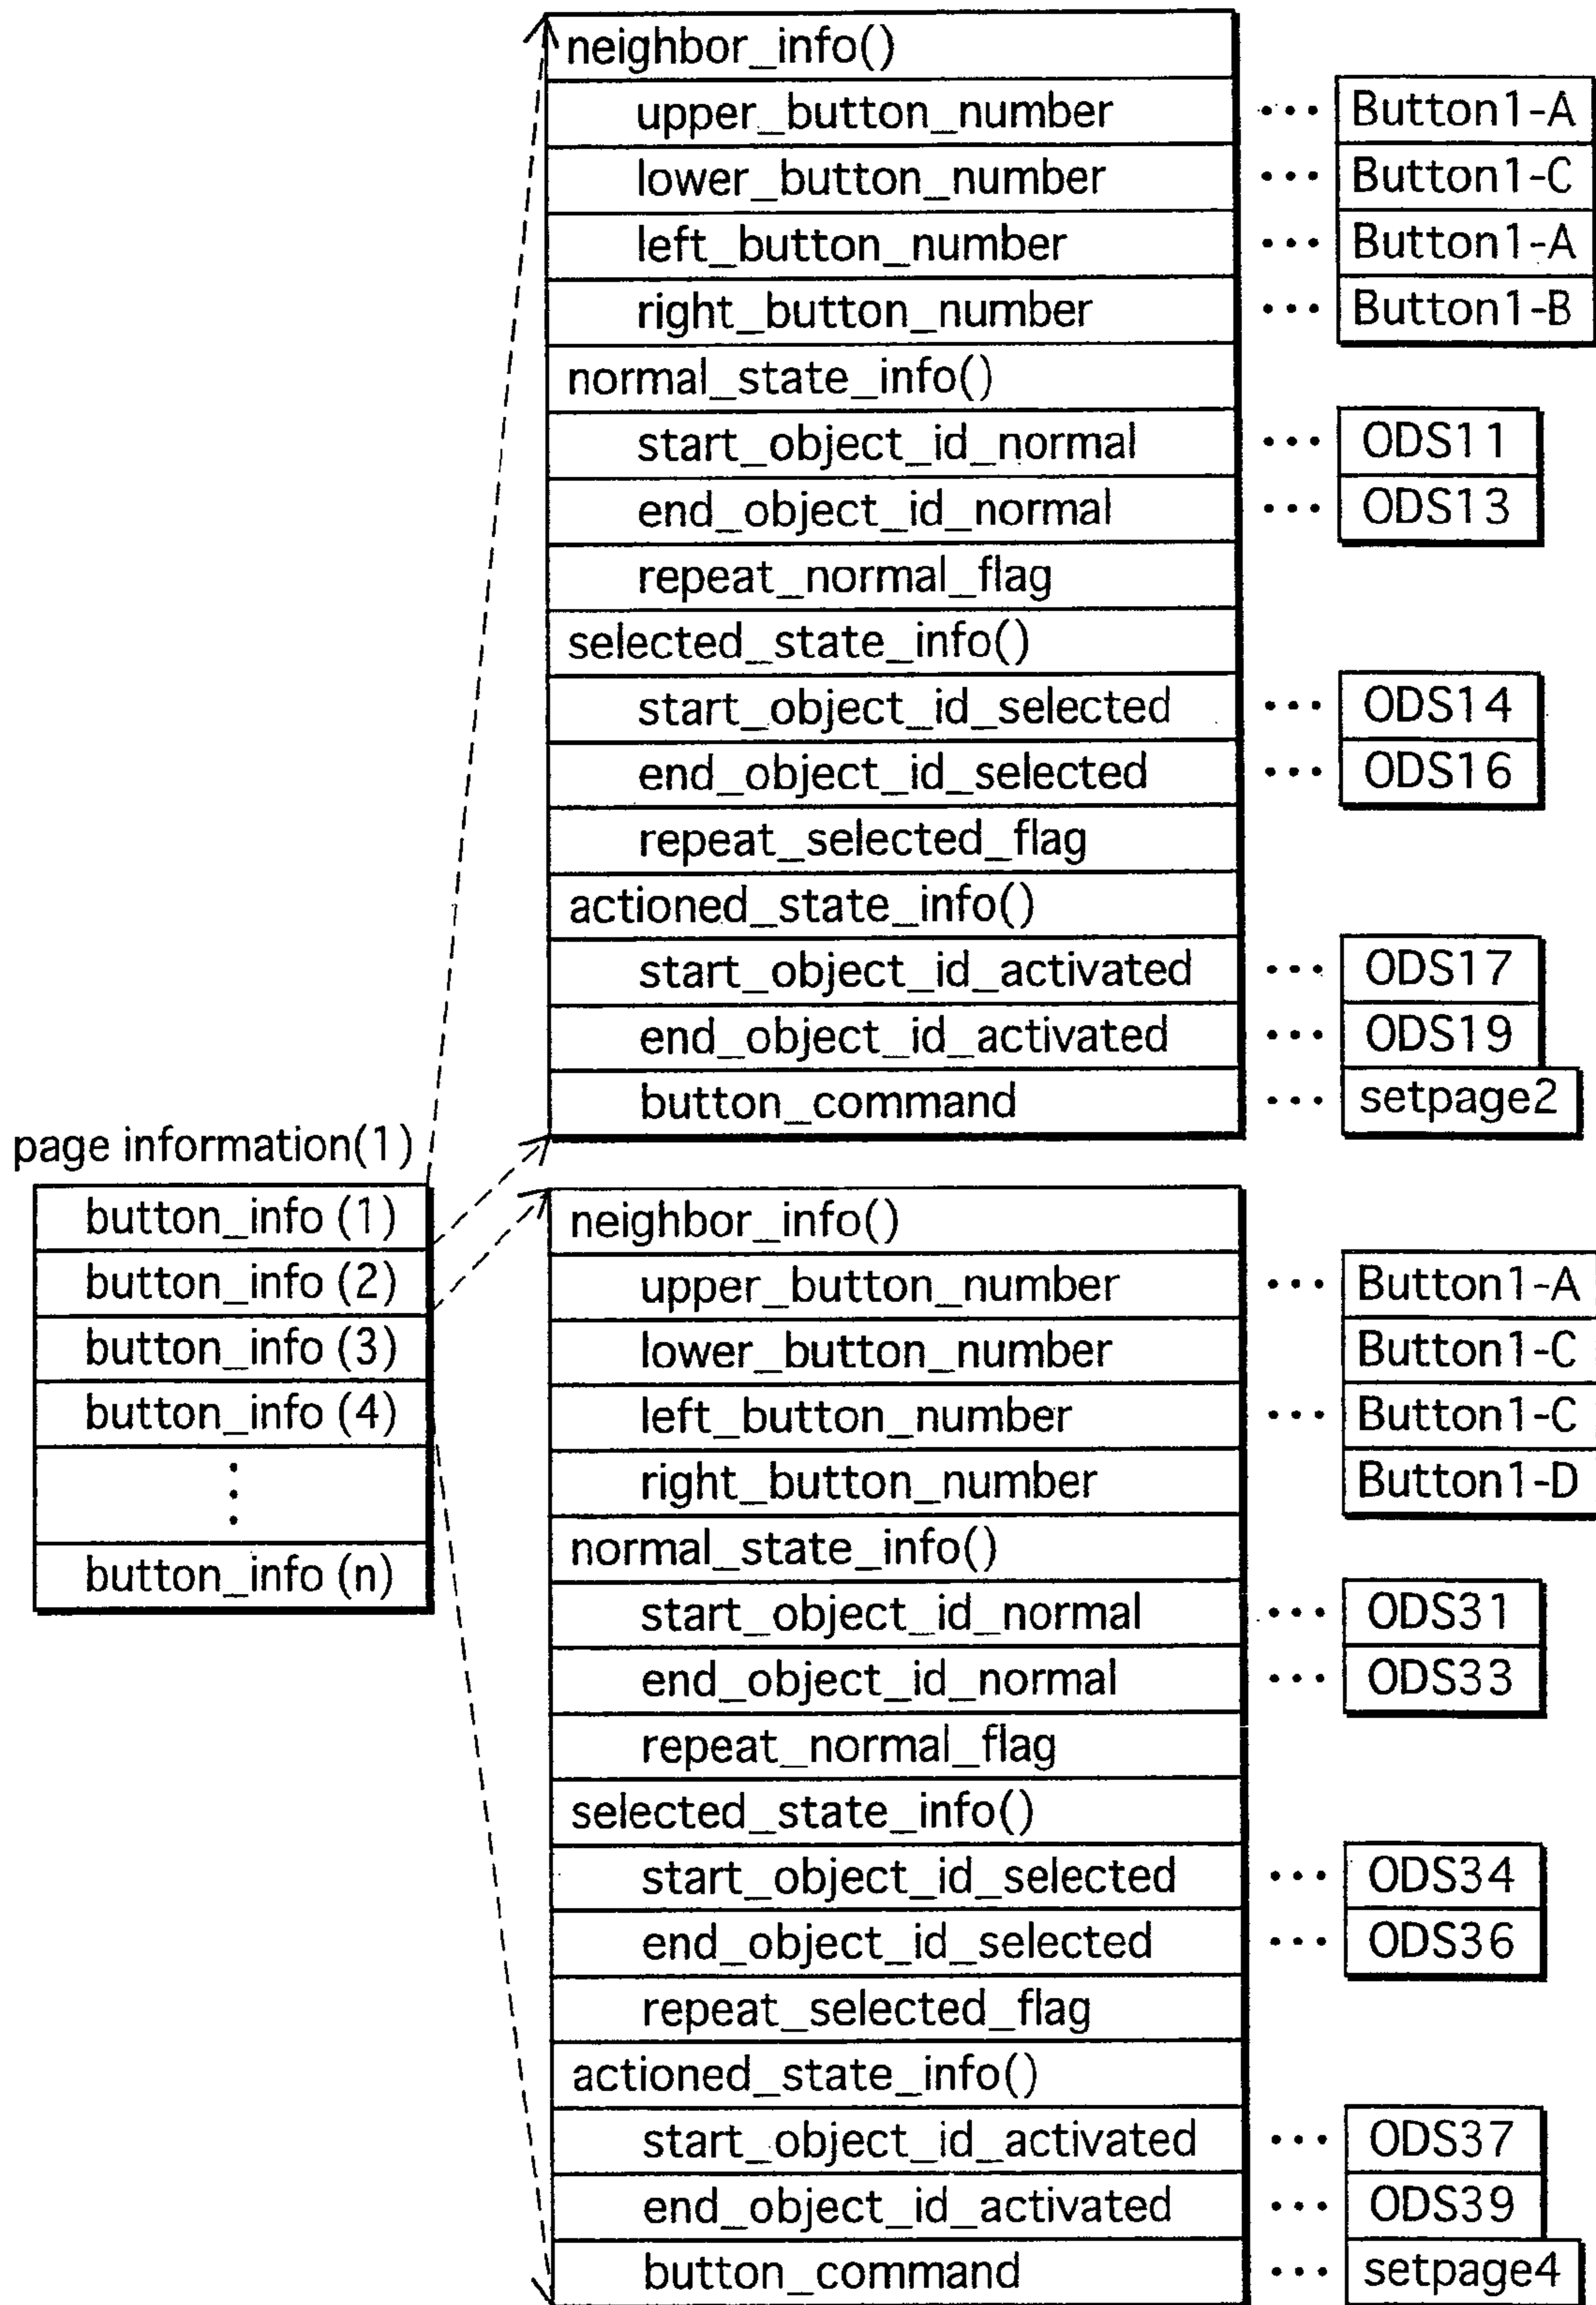 neighbor_info()
upper_button_number ••• Button1-A
lower_button_number ••• Button1-C
left_button_number ••• Button1-A
right_button_number ••• Button1-B
normal_state_info()
start_object_id_normal ••• ODS11
end_object_id_normal ••• ODS13
repeat_normal_flag
selected_state_info()
start_object_id_selected ••• ODS14
end_object_id_selected ••• ODS16
repeat_selected_flag
actioned_state_info()
start_object_id_activated ••• ODS17
end_object_id_activated ••• ODS19
button_command ••• setpage2
page information(1)
button_info (1)
button_info (2)
button_info (3)
button_info (4)
⋮
button_info (n)
neighbor_info()
upper_button_number ••• Button1-A
lower_button_number Button1-C
left_button_number ••• Button1-C
right_button_number Button1-D
normal_state_info()
start_object_id_normal ••• ODS31
end_object_id_normal ••• ODS33
repeat_normal_flag
selected_state_info()
start_object_id_selected ••• ODS34
end_object_id_selected ••• ODS36
repeat_selected_flag
actioned_state_info()
start_object_id_activated ••• ODS37
end_object_id_activated ••• ODS39
button_command ••• setpage4